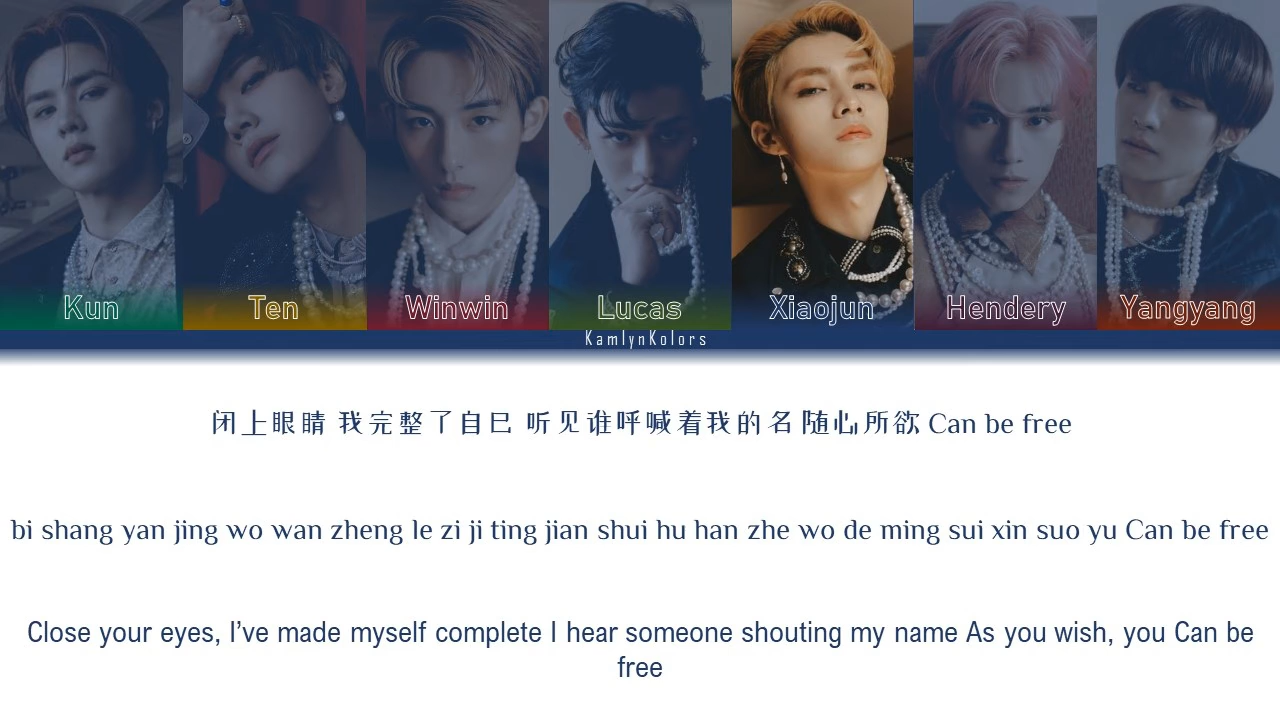 Kun Ten Winwin Lucas Xiaojun Hendery Yangyang
KamlynKolors
闭上眼睛 我完整了自己 听见谁呼喊着我的名 随心所欲 Can be free
bi shang yan jing wo wan zheng le zi ji ting jian shui hu han zhe wo de ming sui xin suo yu Can be free
Close your eyes, I’ve made myself complete I hear someone shouting my name As you wish, you Can be
free